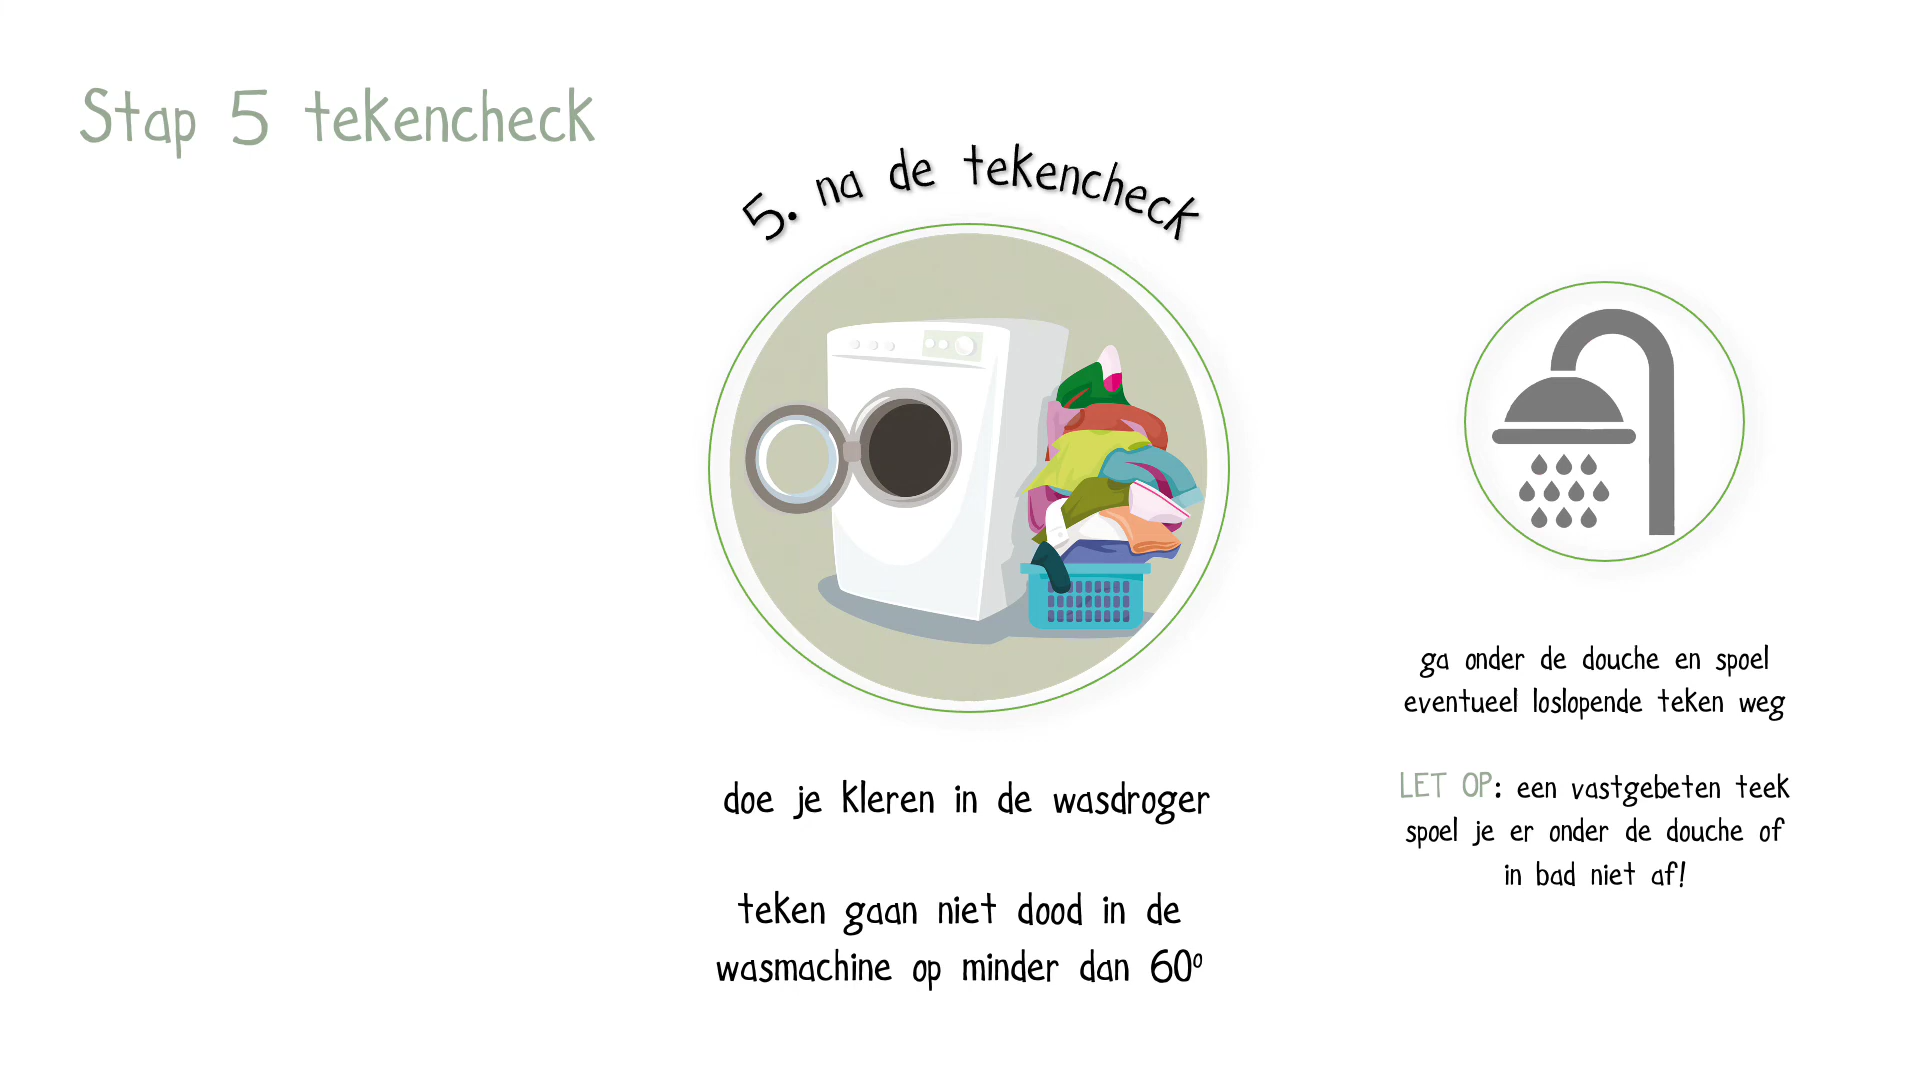 Stap 5 tekencheck
5. na de tekencheck
doe je kleren in de wasdroger
teken gaan niet dood in de
wasmachine op minder dan 60º
ga onder de douche en spoel
eventueel loslopende teken weg
LET OP: een vastgebeten teek
spoel je er onder de douche of
in bad niet af!